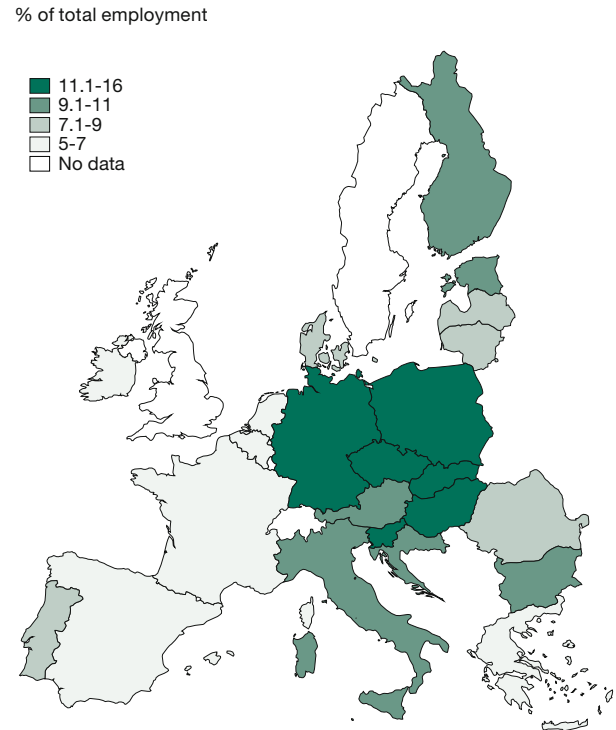 % of total employment
11.1-16
9.1-11
7.1-9
5-7
No data